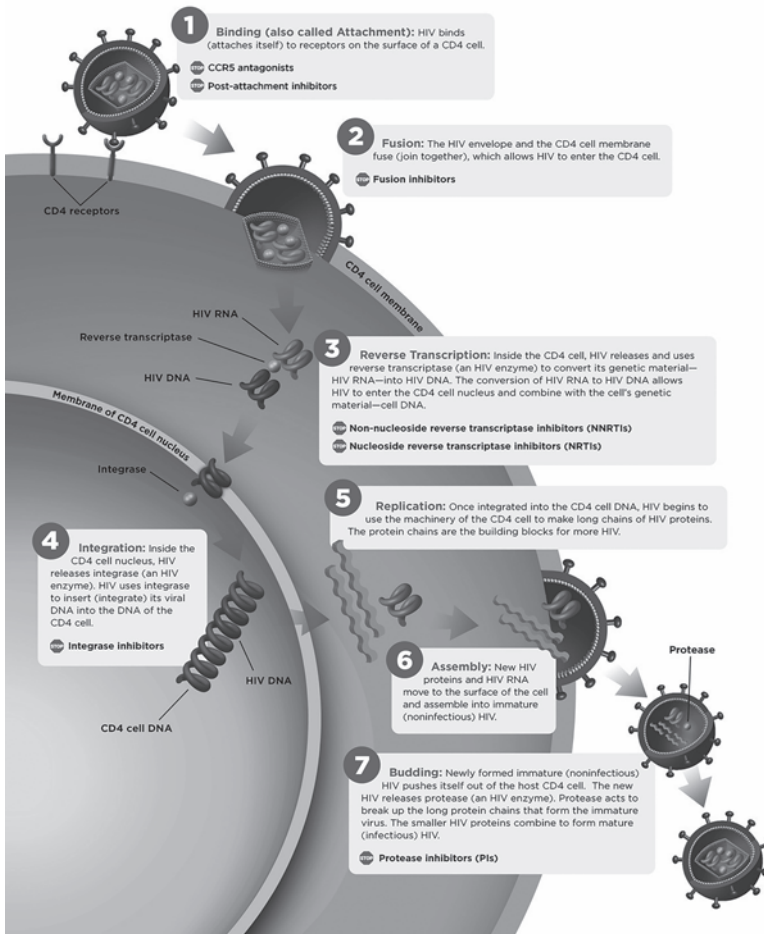 1
Binding (also called Attachment): HIV binds
(attaches itself) to receptors on the surface of a CD4 cell.
STOP CCR5 antagonists
STOP Post-attachment inhibitors
2
Fusion: The HIV envelope and the CD4 cell membrane
fuse (join together), which allows HIV to enter the CD4 cell.
STOP Fusion inhibitors
CD4 receptors
CD4 cell membrane
HIV RNA
Reverse transcriptase
HIV DNA
3
Reverse Transcription: Inside the CD4 cell, HIV releases and uses
reverse transcriptase (an HIV enzyme) to convert its genetic material—
HIV RNA—into HIV DNA. The conversion of HIV RNA to HIV DNA allows
HIV to enter the CD4 cell nucleus and combine with the cell's genetic
material—cell DNA.
STOP Non-nucleoside reverse transcriptase inhibitors (NNRTIs)
STOP Nucleoside reverse transcriptase inhibitors (NRTIs)
Membrane of CD4 cell nucleus
Integrase
4
Integration: Inside the
CD4 cell nucleus, HIV
releases integrase (an HIV
enzyme). HIV uses integrase
to insert (integrate) its viral
DNA into the DNA of the
CD4 cell.
STOP Integrase inhibitors
HIV DNA
CD4 cell DNA
5
Replication: Once integrated into the CD4 cell DNA, HIV begins to
use the machinery of the CD4 cell to make long chains of HIV proteins.
The protein chains are the building blocks for more HIV.
6
Assembly: New HIV
proteins and HIV RNA
move to the surface of the cell
and assemble into immature
(noninfectious) HIV.
Protease
7
Budding: Newly formed immature (noninfectious)
HIV pushes itself out of the host CD4 cell. The new
HIV releases protease (an HIV enzyme). Protease acts to
break up the long protein chains that form the immature
virus. The smaller HIV proteins combine to form mature
(infectious) HIV.
STOP Protease inhibitors (PIs)